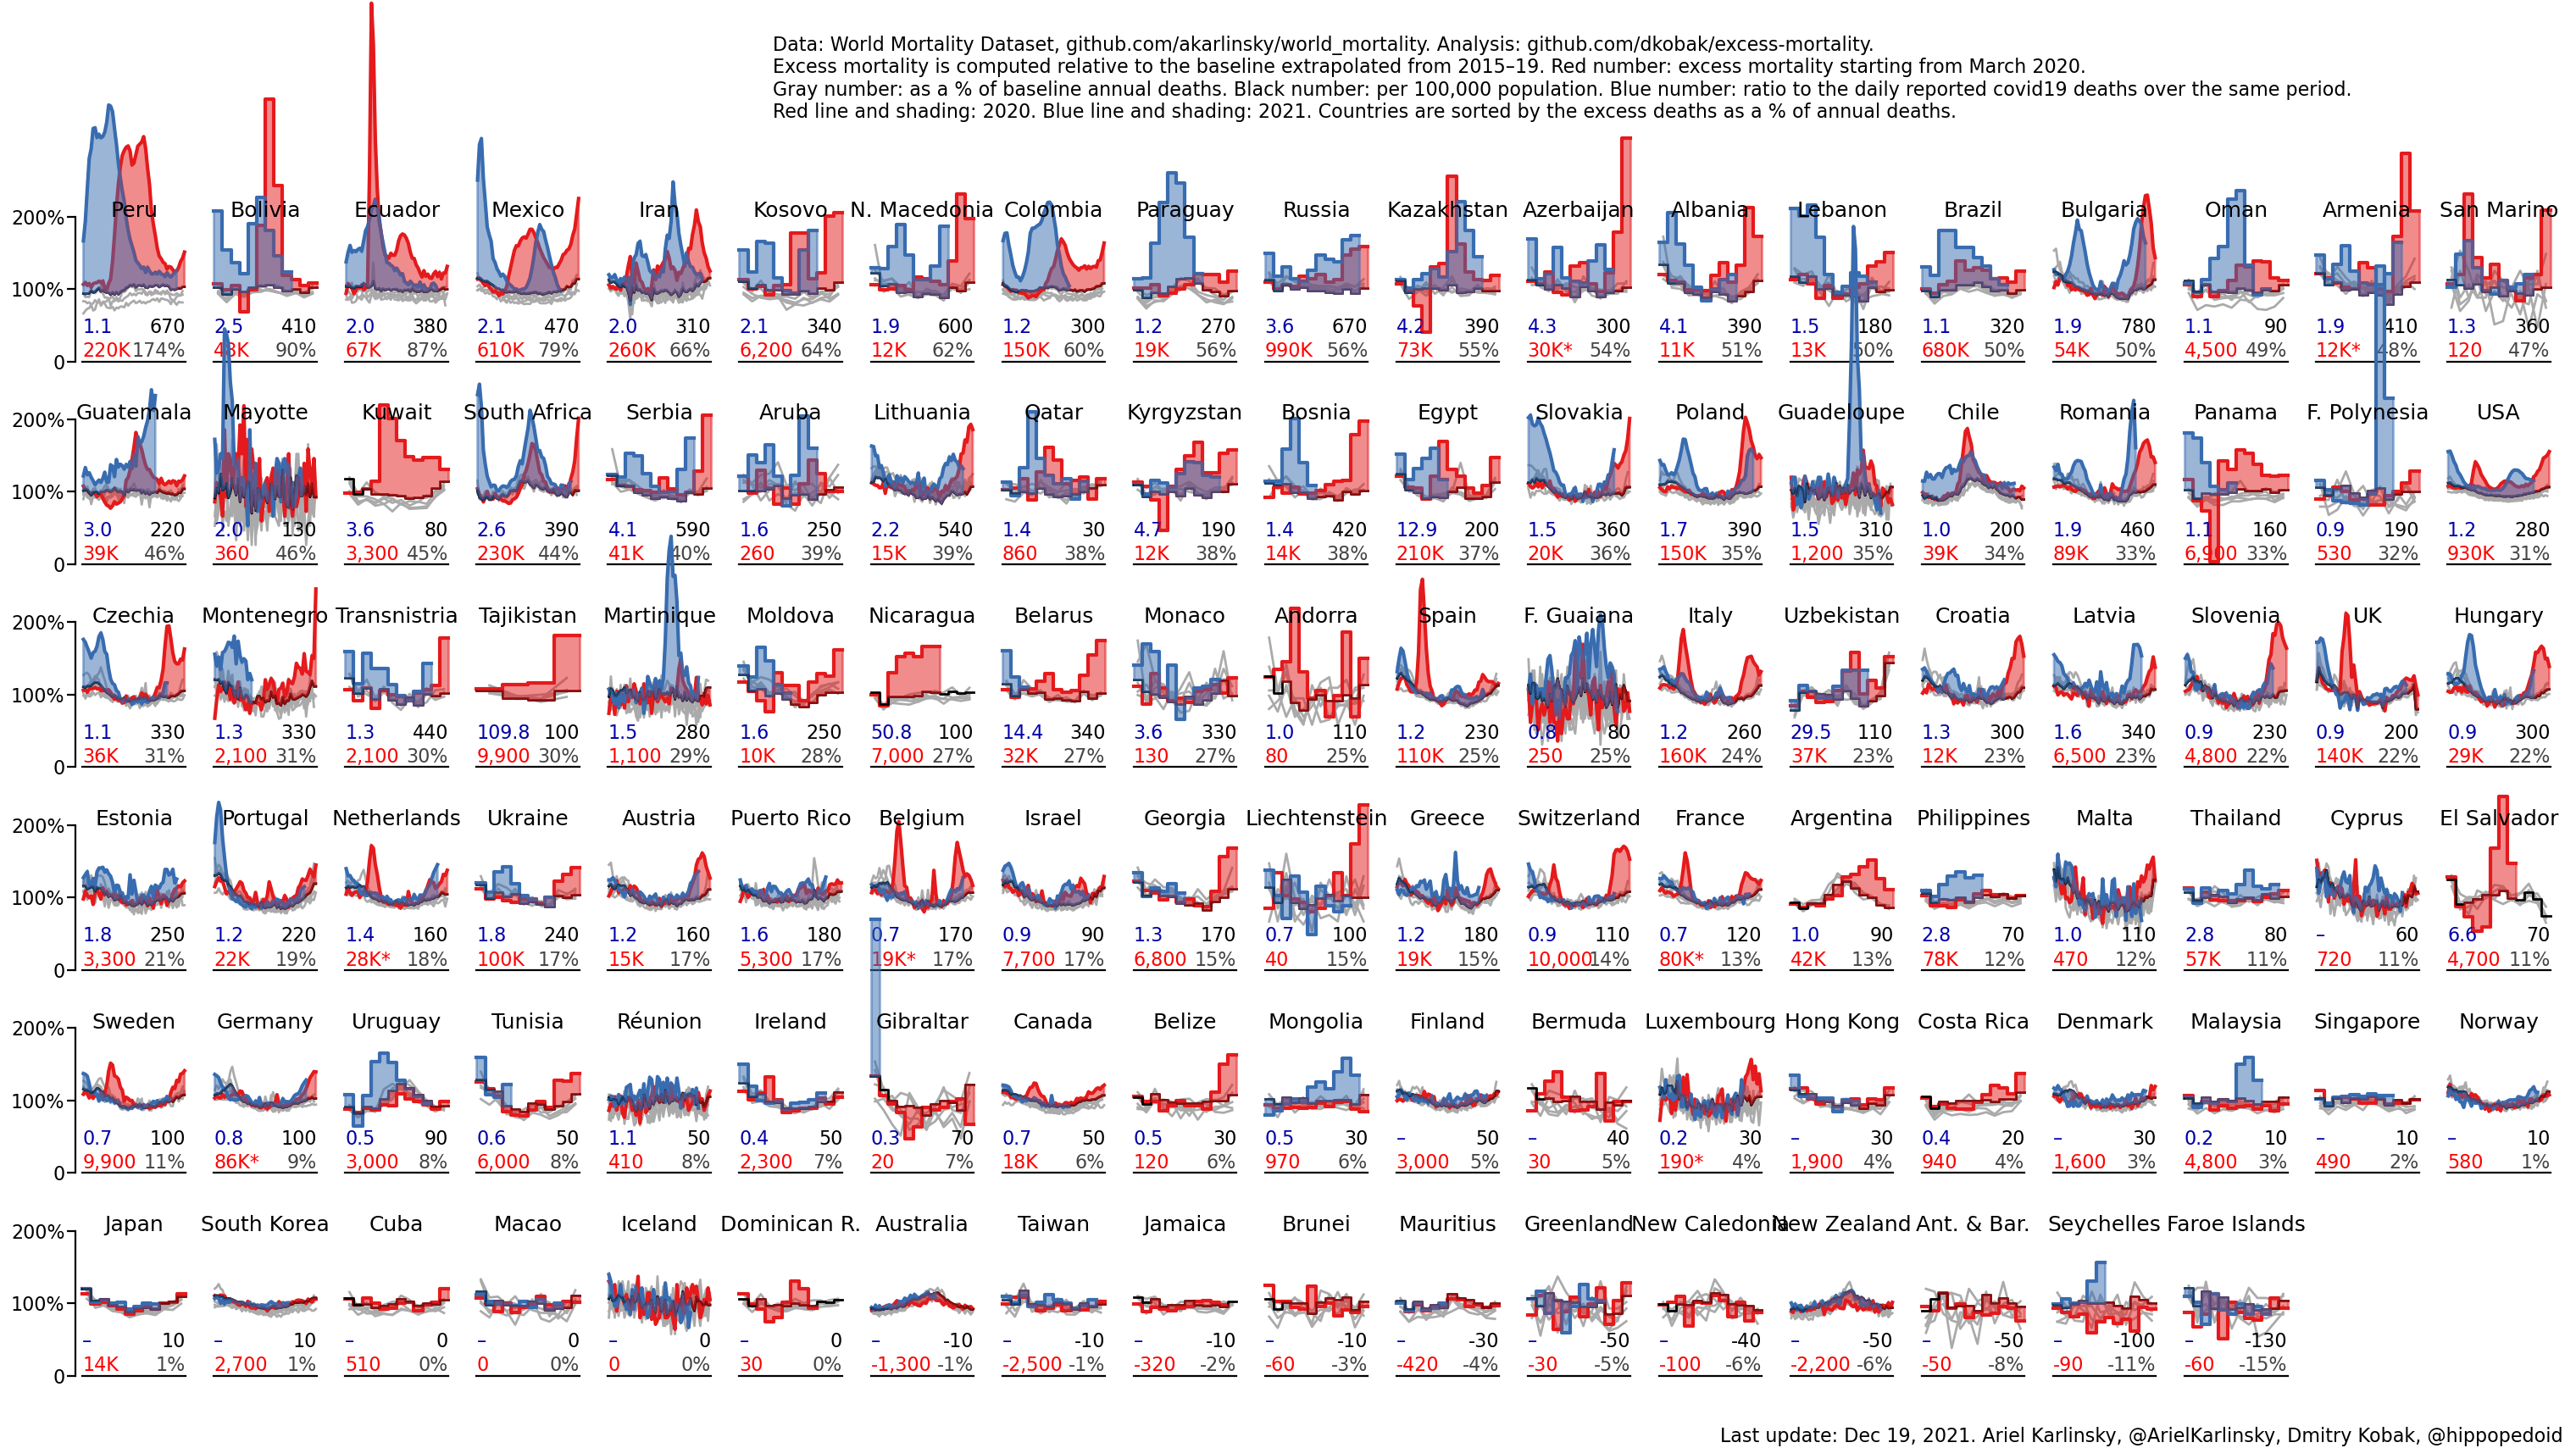 Data: World Mortality Dataset, github.com/akarlinsky/world_mortality. Analysis: github.com/dkobak/excess-mortality.
Excess mortality is computed relative to the baseline extrapolated from 2015–19. Red number: excess mortality starting from March 2020.
Gray number: as a % of baseline annual deaths. Black number: per 100,000 population. Blue number: ratio to the daily reported covid19 deaths over the same period.
Red line and shading: 2020. Blue line and shading: 2021. Countries are sorted by the excess deaths as a % of annual deaths.
200% Peru Bolivia Ecuador Mexico Iran Kosovo N. Macedonia Colombia Paraguay Russia Kazakhstan Azerbaijan Albania Lebanon Brazil Bulgaria Oman Armenia San Marino
100%
1.1 670 2.5 410 2.0 380 2.1 470 2.0 310 2.1 340 1.9 600 1.2 300 1.2 270 3.6 670 4.2 390 4.3 300 4.1 390 1.5 180 1.1 320 1.9 780 1.1 90 1.9 410 1.3 360
0 220K 174% 43K 90% 67K 87% 610K 79% 260K 66% 6,200 64% 12K 62% 150K 60% 19K 56% 990K 56% 73K 55% 30K* 54% 11K 51% 13K 50% 680K 50% 54K 50% 4,500 49% 12K* 48% 120 47%
200% Guatemala Mayotte Kuwait South Africa Serbia Aruba Lithuania Qatar Kyrgyzstan Bosnia Egypt Slovakia Poland Guadeloupe Chile Romania Panama F. Polynesia USA
100%
3.0 220 2.0 130 3.6 80 2.6 390 4.1 590 1.6 250 2.2 540 1.4 30 4.7 190 1.4 420 12.9 200 1.5 360 1.7 390 1.5 310 1.0 200 1.9 460 1.1 160 0.9 190 1.2 280
0 39K 46% 360 46% 3,300 45% 230K 44% 41K 40% 260 39% 15K 39% 860 38% 12K 38% 14K 38% 210K 37% 20K 36% 150K 35% 1,200 35% 39K 34% 89K 33% 6,900 33% 530 32% 930K 31%
200% Czechia Montenegro Transnistria Tajikistan Martinique Moldova Nicaragua Belarus Monaco Andorra Spain F. Guaiana Italy Uzbekistan Croatia Latvia Slovenia UK Hungary
100%
1.1 330 1.3 330 1.3 440 109.8 100 1.5 280 1.6 250 50.8 100 14.4 340 3.6 330 1.0 110 1.2 230 0.8 80 1.2 260 29.5 110 1.3 300 1.6 340 0.9 230 0.9 200 0.9 300
0 36K 31% 2,100 31% 2,100 30% 9,900 30% 1,100 29% 10K 28% 7,000 27% 32K 27% 130 27% 80 25% 110K 25% 250 25% 160K 24% 37K 23% 12K 23% 6,500 23% 4,800 22% 140K 22% 29K 22%
200% Estonia Portugal Netherlands Ukraine Austria Puerto Rico Belgium Israel Georgia Liechtenstein Greece Switzerland France Argentina Philippines Malta Thailand Cyprus El Salvador
100%
1.8 250 1.2 220 1.4 160 1.8 240 1.2 160 1.6 180 0.7 170 0.9 90 1.3 170 0.7 100 1.2 180 0.9 110 0.7 120 1.0 90 2.8 70 1.0 110 2.8 80 – 60 6.6 70
0 3,300 21% 22K 19% 28K* 18% 100K 17% 15K 17% 5,300 17% 19K* 17% 7,700 17% 6,800 15% 40 15% 19K 15% 10,000 14% 80K* 13% 42K 13% 78K 12% 470 12% 57K 11% 720 11% 4,700 11%
200% Sweden Germany Uruguay Tunisia Réunion Ireland Gibraltar Canada Belize Mongolia Finland Bermuda Luxembourg Hong Kong Costa Rica Denmark Malaysia Singapore Norway
100%
0.7 100 0.8 100 0.5 90 0.6 50 1.1 50 0.4 50 0.3 70 0.7 50 0.5 30 0.5 30 – 50 – 40 0.2 30 – 30 0.4 20 – 30 0.2 10 – 10 – 10
0 9,900 11% 86K* 9% 3,000 8% 6,000 8% 410 8% 2,300 7% 20 7% 18K 6% 120 6% 970 6% 3,000 5% 30 5% 190* 4% 1,900 4% 940 4% 1,600 3% 4,800 3% 490 2% 580 1%
200% Japan South Korea Cuba Macao Iceland Dominican R. Australia Taiwan Jamaica Brunei Mauritius Greenland New Caledonia New Zealand Ant. & Bar. Seychelles Faroe Islands
100%
– 10 – 10 – 0 – 0 – 0 – 0 – -10 – -10 – -10 – -10 – -30 – -50 – -40 – -50 – -50 – -100 – -130
0 14K 1% 2,700 1% 510 0% 0 0% 0 0% 30 0% -1,300 -1% -2,500 -1% -320 -2% -60 -3% -420 -4% -30 -5% -100 -6% -2,200 -6% -50 -8% -90 -11% -60 -15%
Last update: Dec 19, 2021. Ariel Karlinsky, @ArielKarlinsky, Dmitry Kobak, @hippopedoid